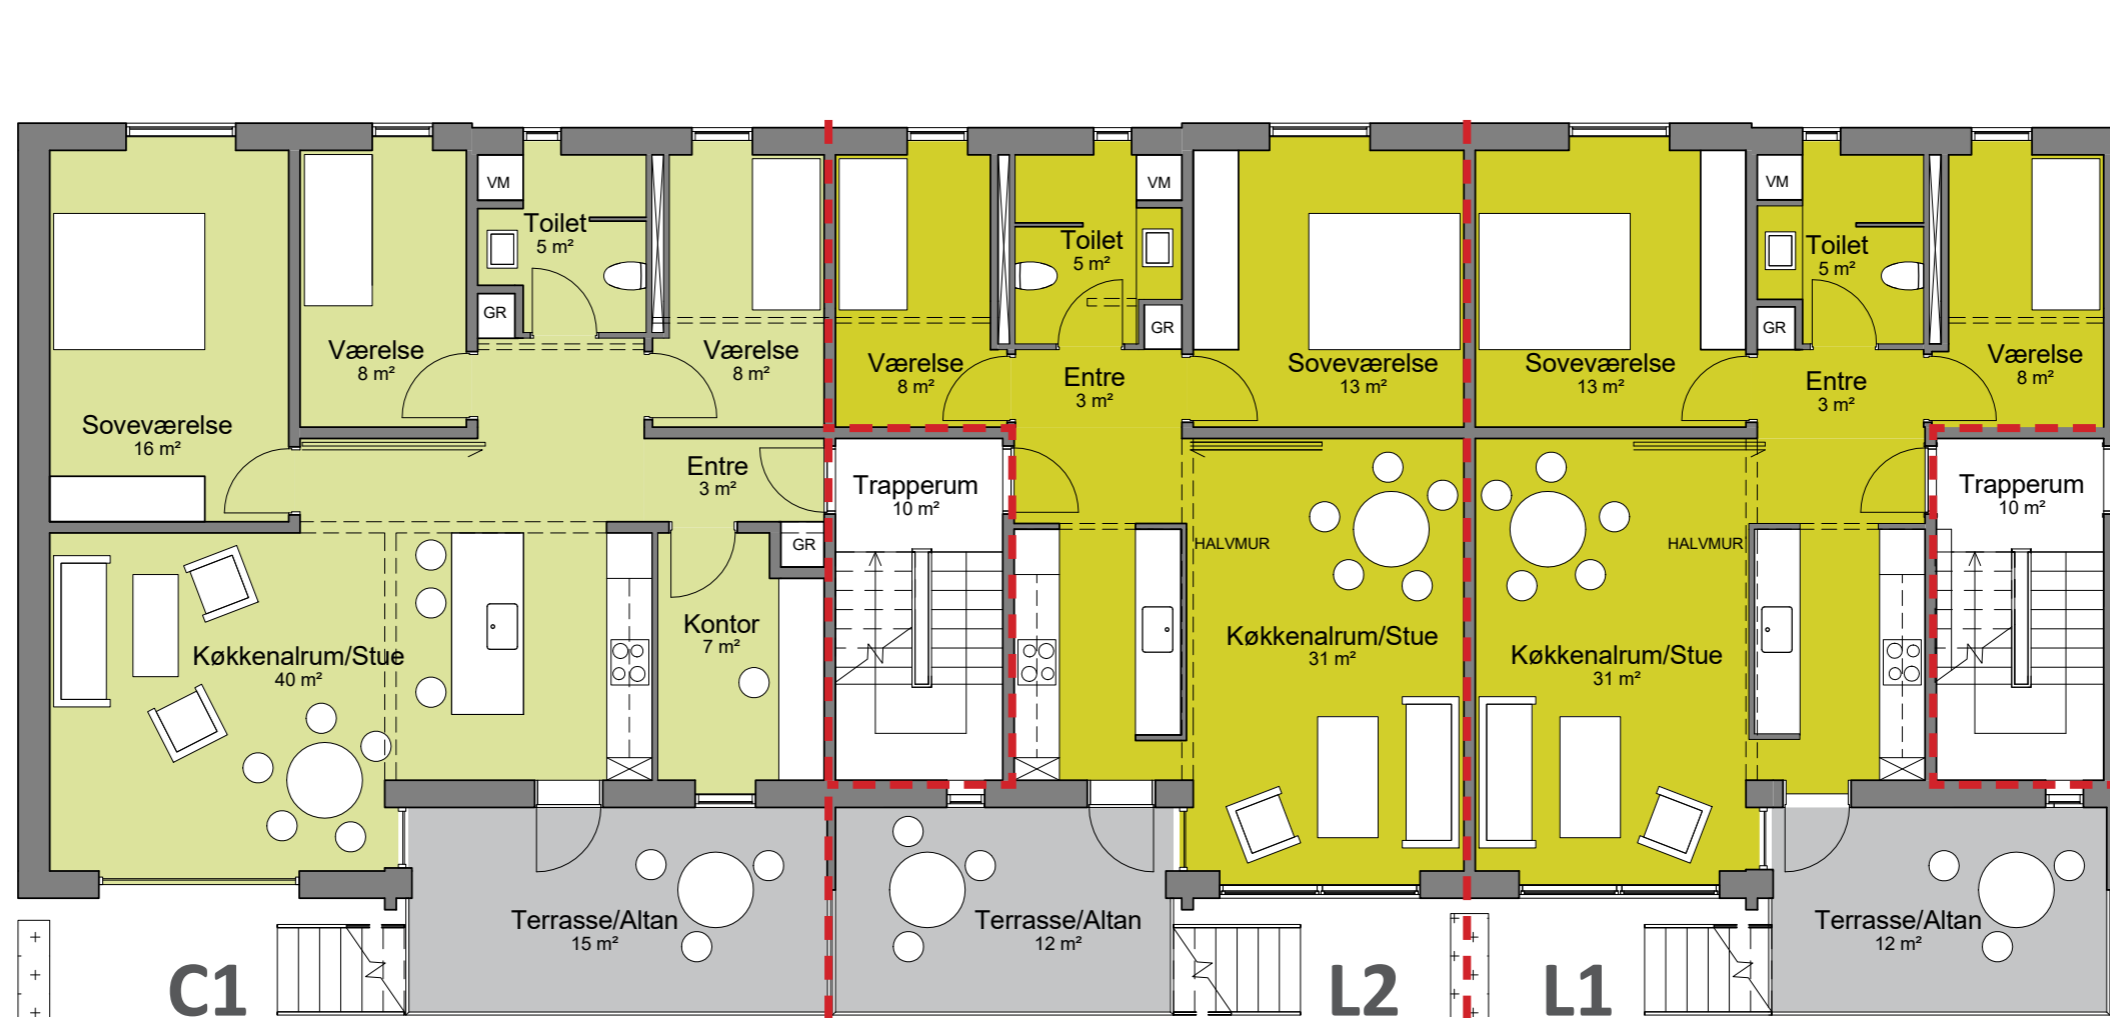 VM
Toilet
5 m²
GR
Værelse
8 m²
Værelse
8 m²
Soveværelse
16 m²
Entre
3 m²
GR
Kontor
7 m²
Køkkenalrum/Stue
40 m²
Terrasse/Altan
15 m²
C1
VM
Toilet
5 m²
GR
Værelse
8 m²
Entre
3 m²
Soveværelse
13 m²
Trapperum
10 m²
HALVMUR
Køkkenalrum/Stue
31 m²
Terrasse/Altan
12 m²
L2
VM
Toilet
5 m²
GR
Soveværelse
13 m²
Entre
3 m²
Værelse
8 m²
Trapperum
10 m²
HALVMUR
Køkkenalrum/Stue
31 m²
Terrasse/Altan
12 m²
L1